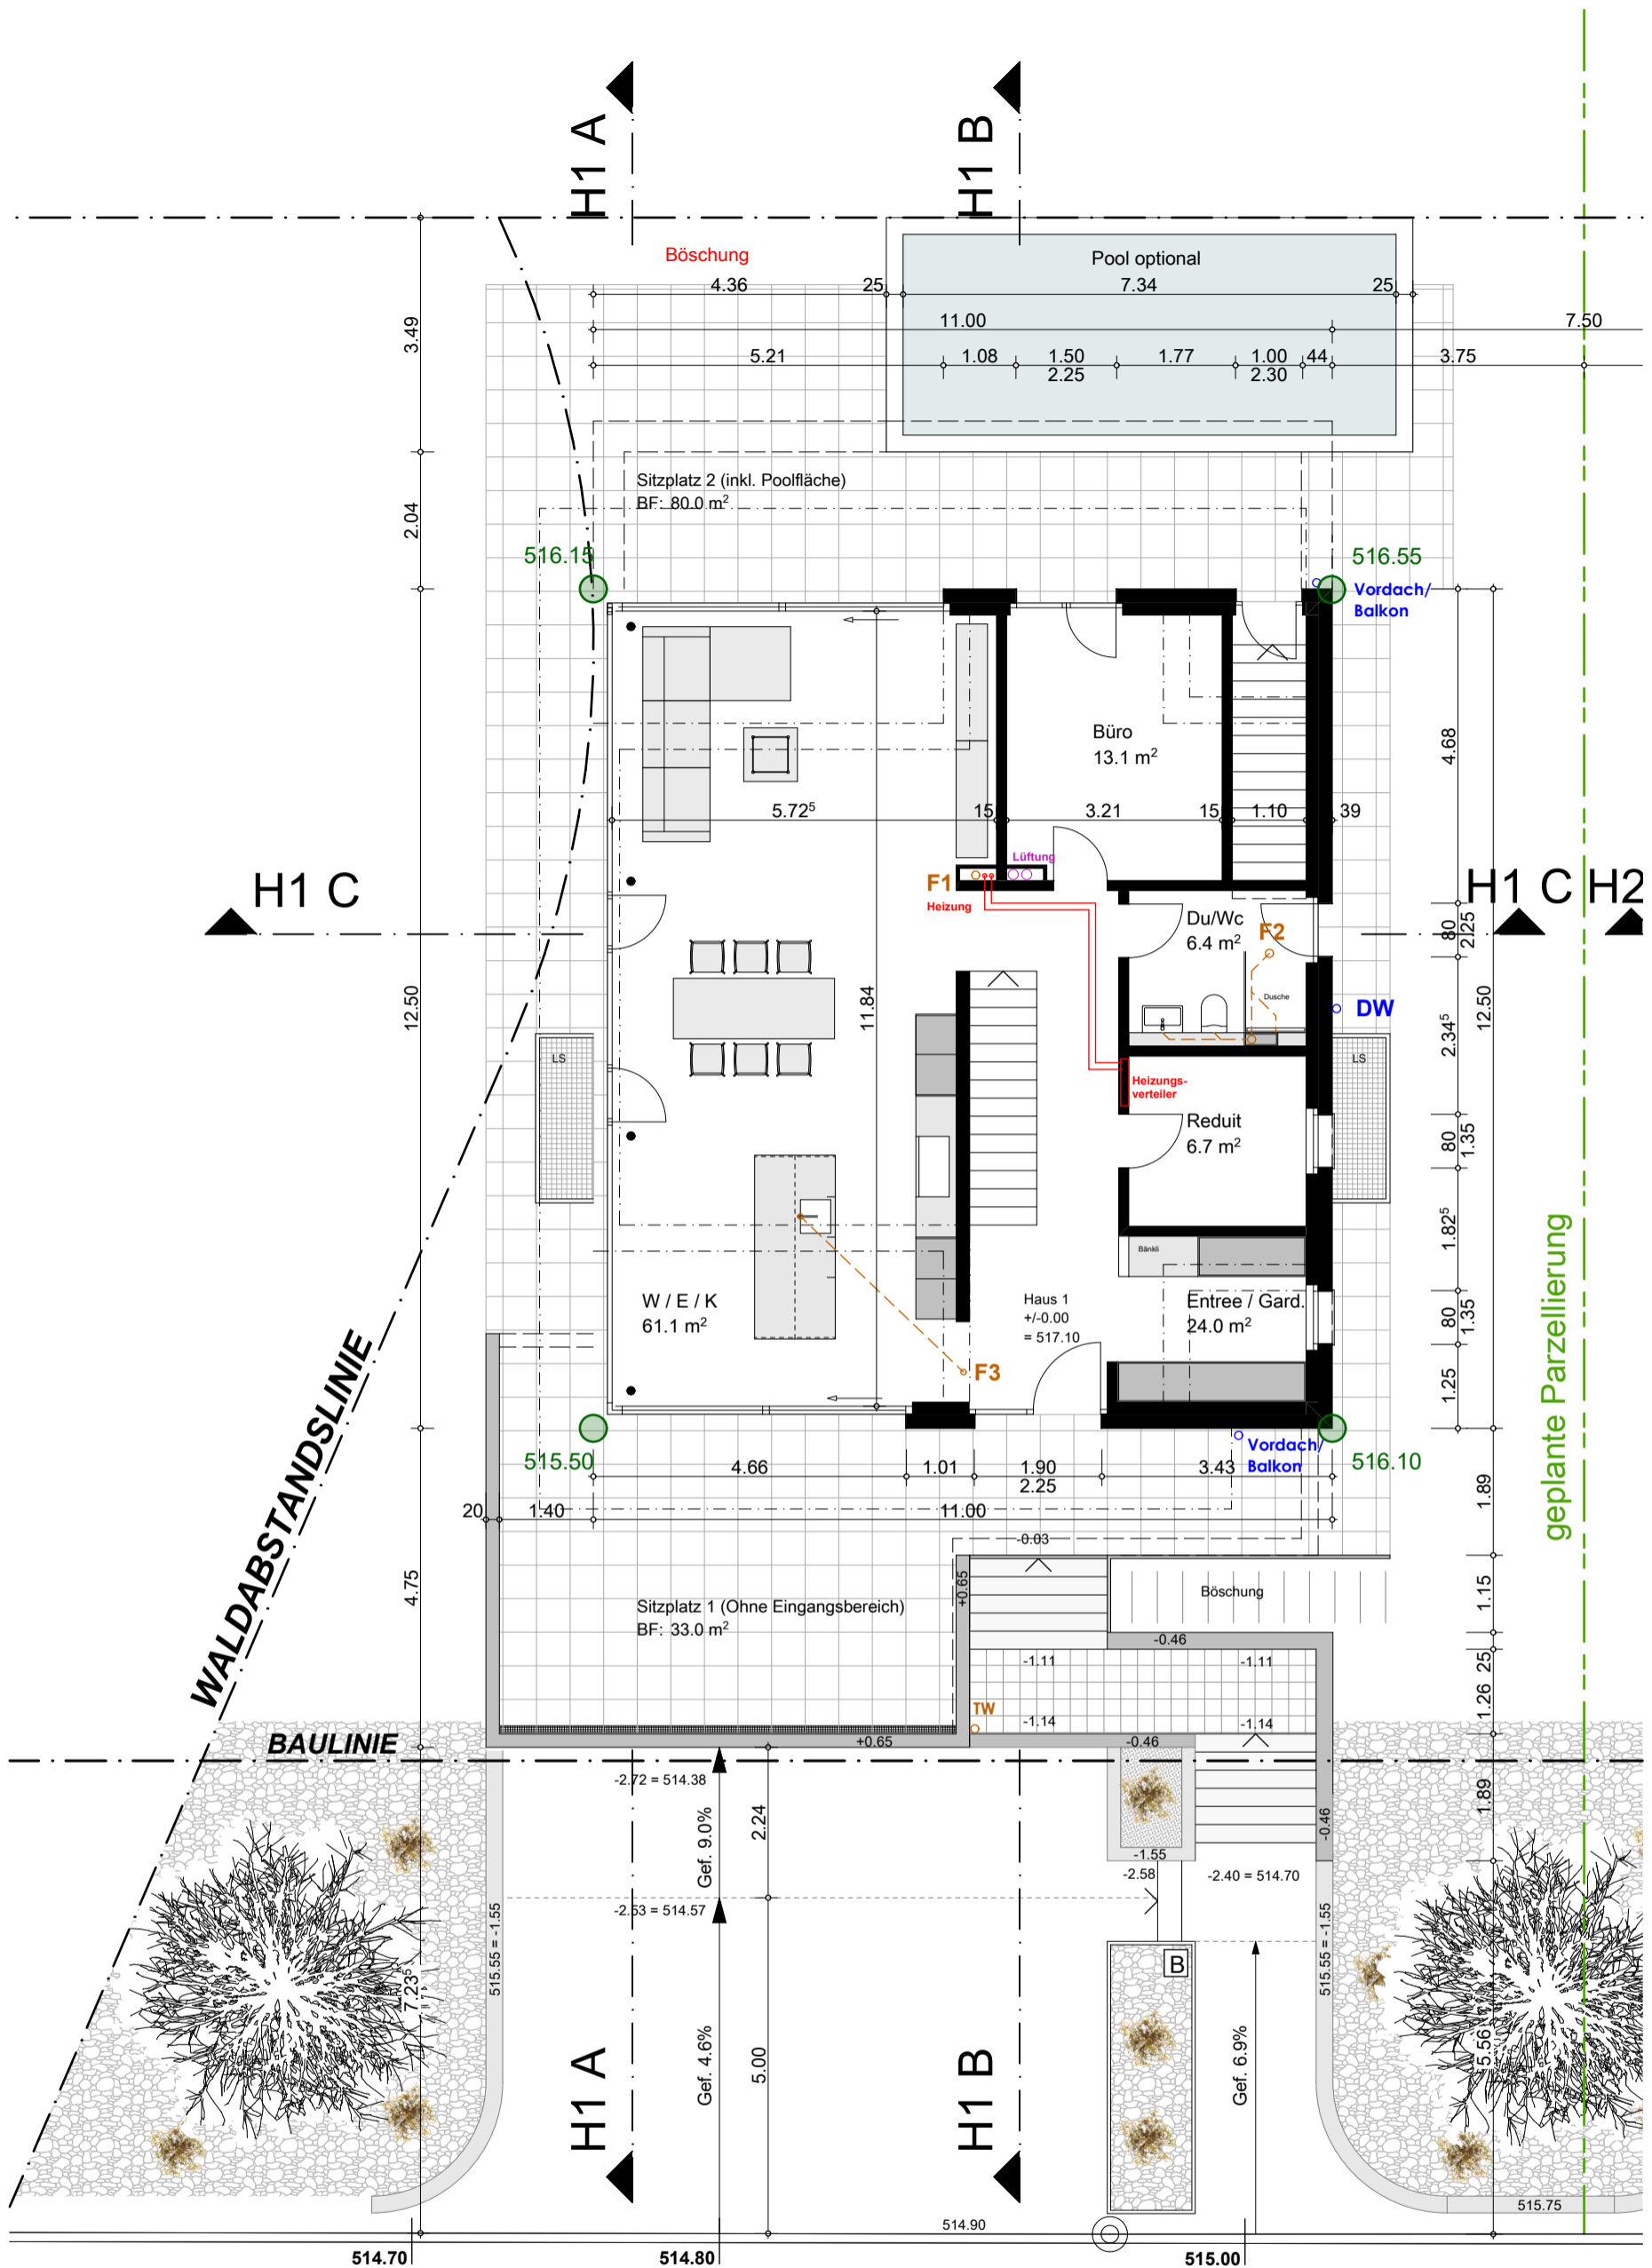 H1 A
H1 B
Böschung
Pool optional
4.36
25
7.34
25
11.00
7.50
5.21
1.08
1.50
2.25
1.77
1.00
2.30
44
3.75
3.49
Sitzplatz 2 (inkl. Poolfläche)
BF: 80.0 m²
2.04
516.15
516.55
Vordach/
Balkon
Büro
13.1 m²
4.68
5.72⁵
15
3.21
15
1.10
39
Lüftung
F1
Heizung
H1 C
H1 C
H2
Du/Wc
6.4 m²
F2
80
2.25
Dusche
DW
12.50
11.84
2.34⁵
12.50
LS
LS
Heizungs-
verteiler
Reduit
6.7 m²
80
1.35
1.82⁵
Bänkli
W / E / K
61.1 m²
Haus 1
+/-0.00
= 517.10
Entree / Gard.
24.0 m²
80
1.35
F3
1.25
geplante Parzellierung
WALDABSTANDSLINIE
515.50
516.10
Vordach/
Balkon
4.66
1.01
1.90
2.25
3.43
20
1.40
11.00
1.89
-0.03
4.75
+0.65
Böschung
1.15
Sitzplatz 1 (Ohne Eingangsbereich)
BF: 33.0 m²
-0.46
-1.11
-1.11
25
1.26
TW
-1.14
-1.14
BAULINIE
+0.65
-0.46
-2.72 = 514.38
2.24
Gef. 9.0%
1.89
-0.46
-1.55
-2.58
-2.40 = 514.70
-2.53 = 514.57
515.55 = -1.55
515.55 = -1.55
B
7.23⁵
5.56
Gef. 4.6%
5.00
Gef. 6.9%
H1 A
H1 B
515.75
514.90
514.70
514.80
515.00